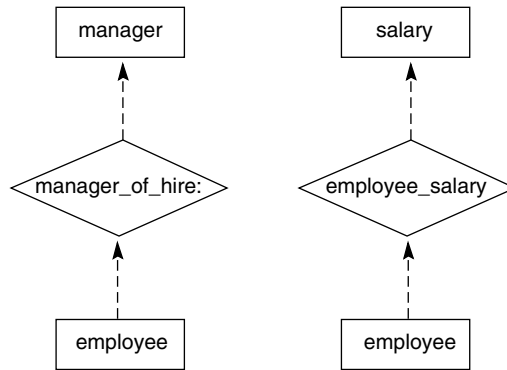 manager
salary
manager_of_hire:
employee_salary
employee
employee